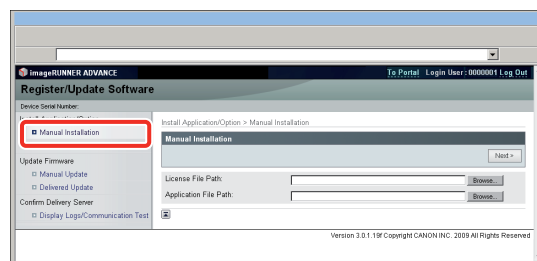 imageRUNNER ADVANCE
To Portal Login User : 0000001 Log Out
Register/Update Software
Device Serial Number:
Manual Installation
Update Firmware
Manual Update
Delivered Update
Confirm Delivery Server
Display Logs/Communication Test
Install Application/Option > Manual Installation
Manual Installation
Next >
License File Path:
Browse...
Application File Path:
Browse...
Version 3.0.1.19f Copyright CANON INC. 2009 All Rights Reserved